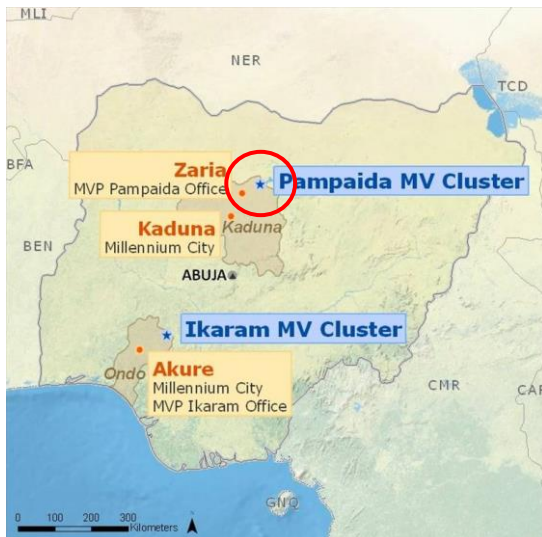 MLI
NER
TCD
BFA
Zaria
MVP Pampaida Office
Pampaida MV Cluster
Kaduna
Millennium City
Kaduna
BEN
ABUJA
Ikaram MV Cluster
Ondo
Akure
Millennium City
MVP Ikaram Office
CMR
CAF
GNQ
0 100 200 300
Kilometers